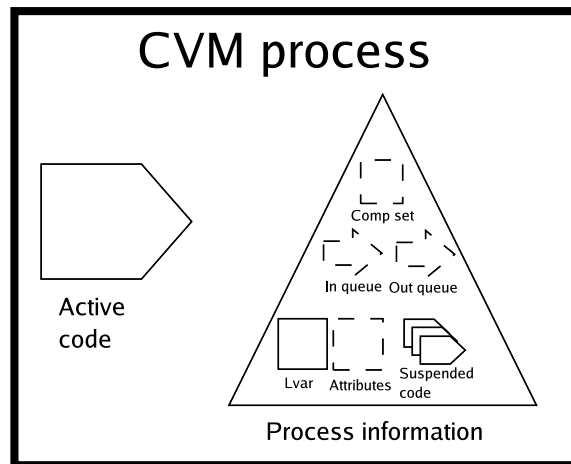 CVM process
Comp set
In queue Out queue
Active
code
Lvar Attributes Suspended
code
Process information